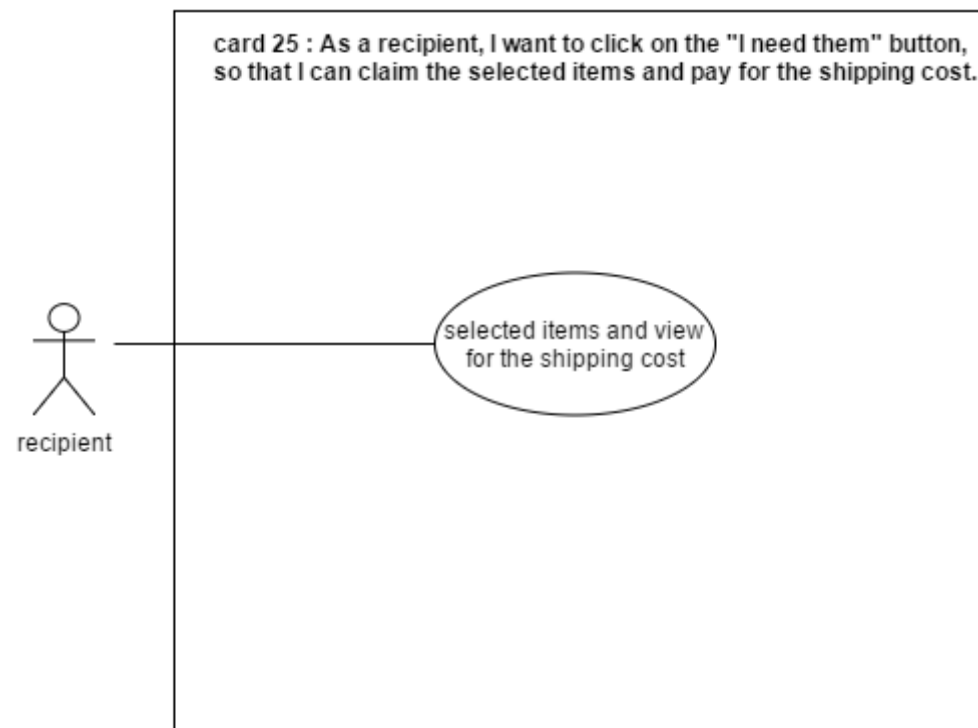 card 25 : As a recipient, I want to click on the "I need them" button,
so that I can claim the selected items and pay for the shipping cost.
selected items and view
for the shipping cost
recipient